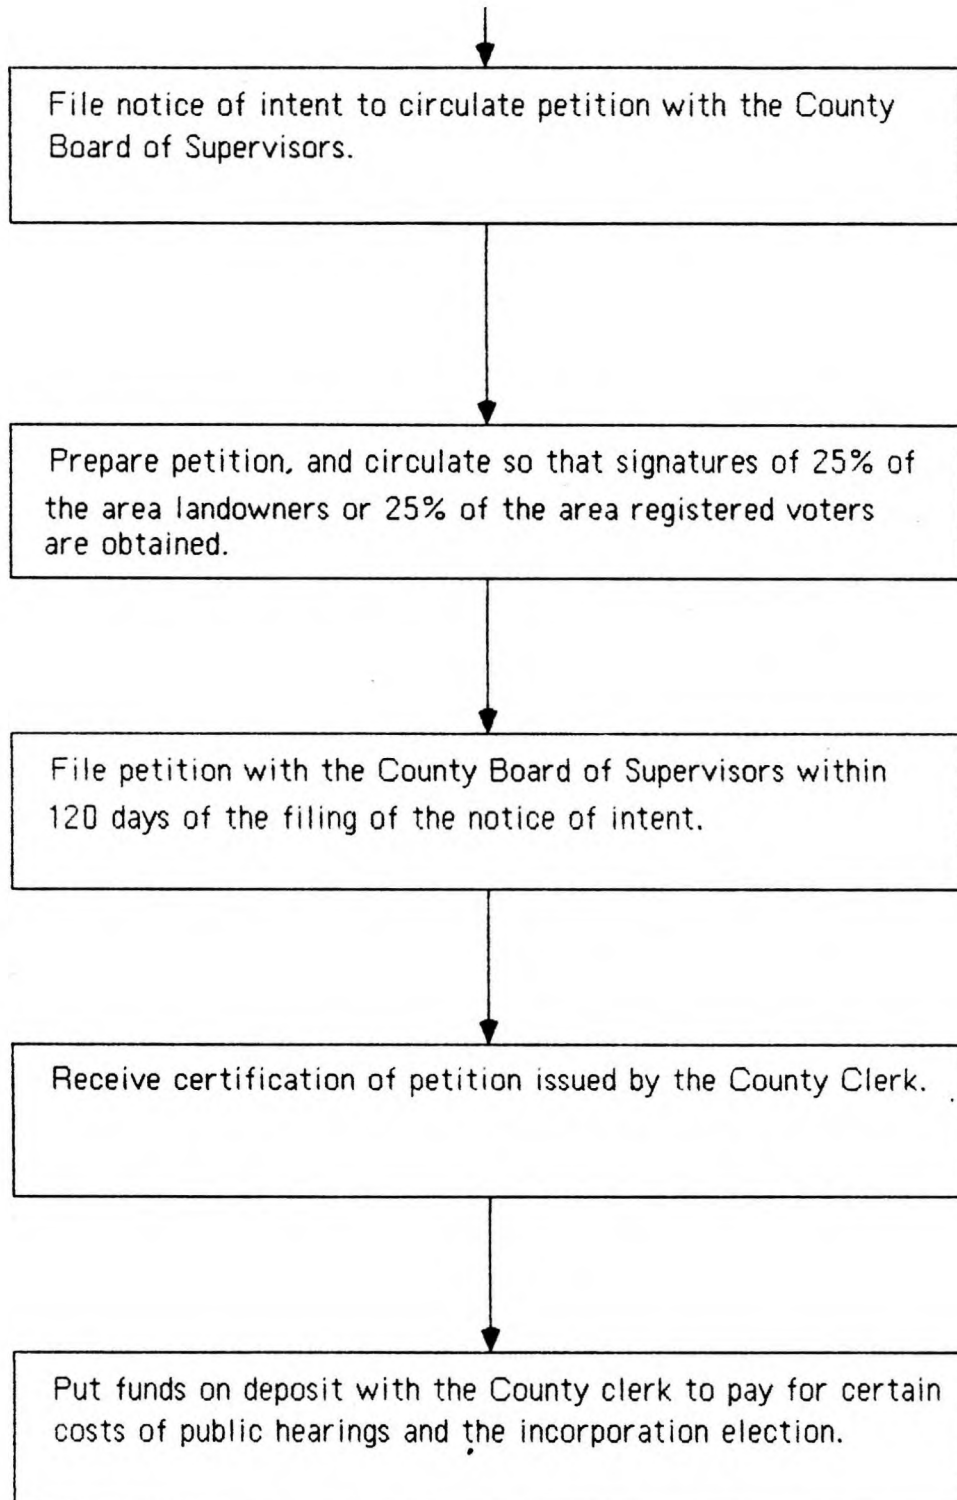 File notice of intent to circulate petition with the County
Board of Supervisors.
Prepare petition, and circulate so that signatures of 25% of
the area landowners or 25% of the area registered voters
are obtained.
File petition with the County Board of Supervisors within
120 days of the filing of the notice of intent.
Receive certification of petition issued by the County Clerk.
Put funds on deposit with the County clerk to pay for certain
costs of public hearings and the incorporation election.